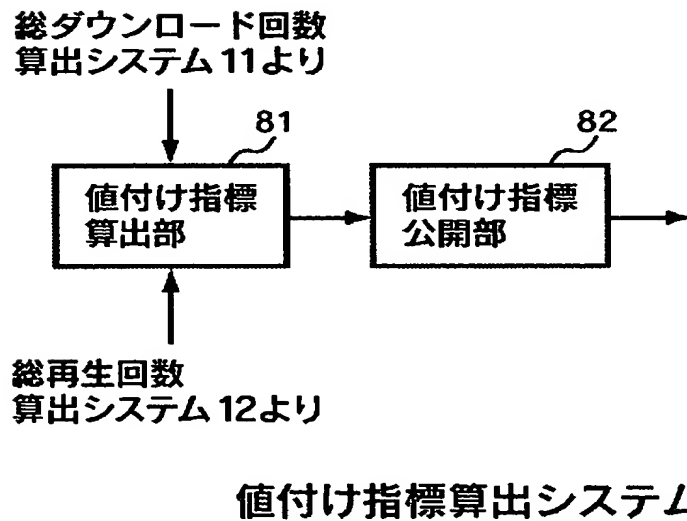 総ダウンロード回数
算出システム11より
81
82
値付け指標
算出部
値付け指標
公開部
総再生回数
算出システム12より
値付け指標算出システム